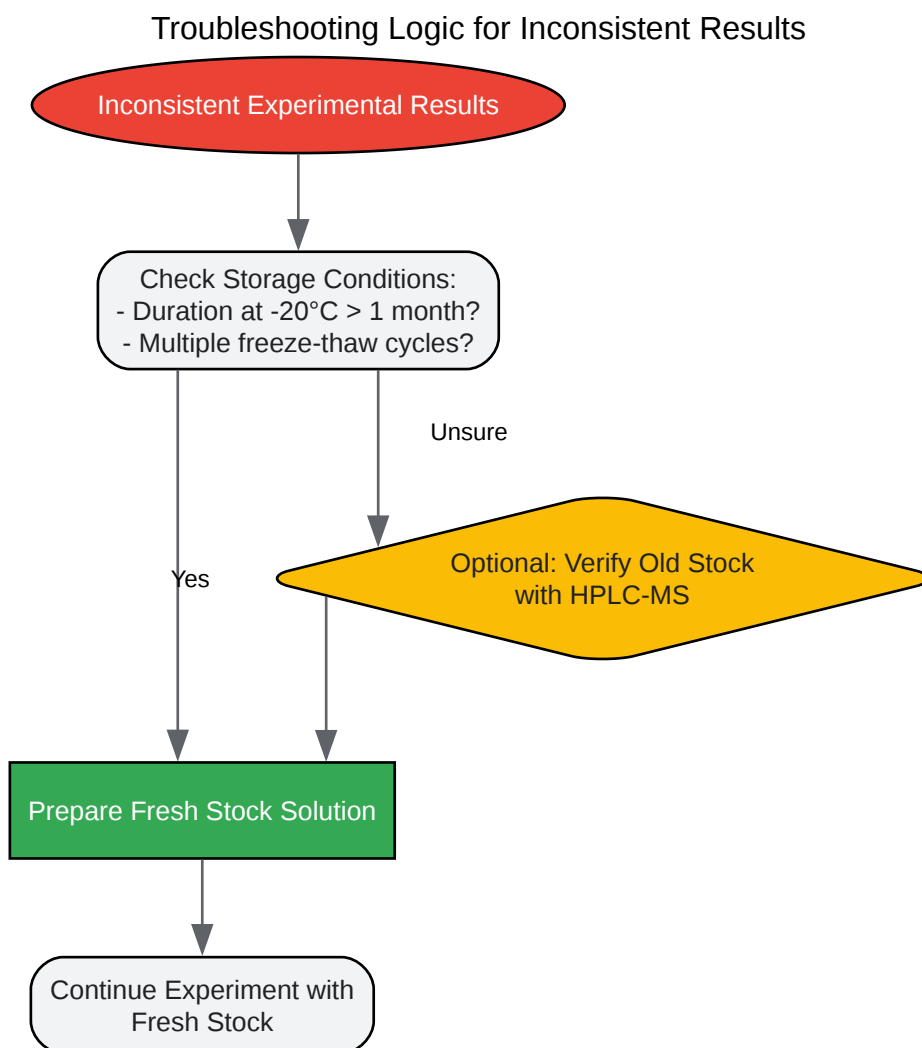 Troubleshooting Logic for Inconsistent Results
Inconsistent Experimental Results
Check Storage Conditions:
- Duration at -20°C > 1 month?
- Multiple freeze-thaw cycles?
Unsure
Optional: Verify Old Stock
with HPLC-MS
Yes
Prepare Fresh Stock Solution
Continue Experiment with
Fresh Stock